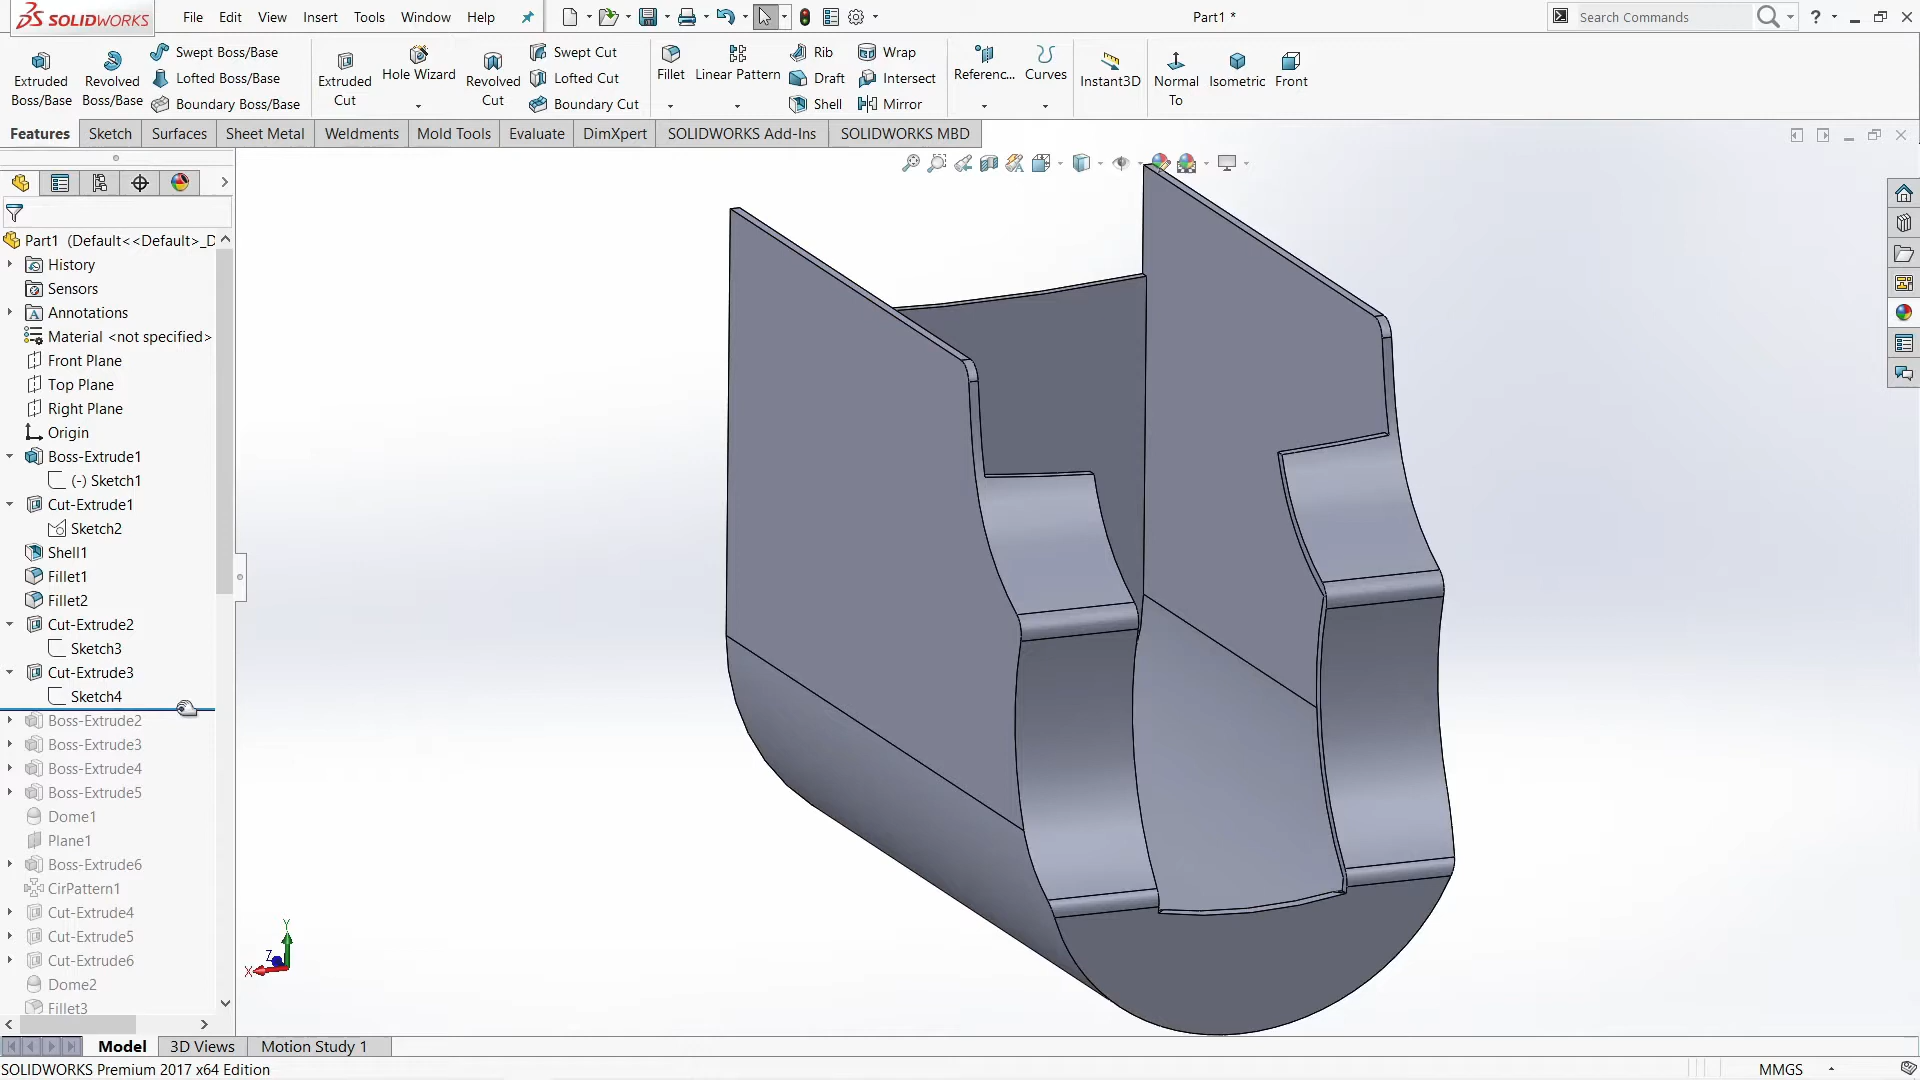 SOLIDWORKS File Edit View Insert Tools Window Help Part1 * Search Commands
Extruded Boss/Base
Revolved Boss/Base
Swept Boss/Base
Lofted Boss/Base
Boundary Boss/Base
Extruded Cut
Hole Wizard
Revolved Cut
Swept Cut
Lofted Cut
Boundary Cut
Fillet
Linear Pattern
Rib
Draft
Shell
Wrap
Intersect
Mirror
Referenc...
Curves
Instant3D
Normal To
Isometric
Front
Features Sketch Surfaces Sheet Metal Weldments Mold Tools Evaluate DimXpert SOLIDWORKS Add-Ins SOLIDWORKS MBD
Part1 (Default<<Default>_D
History
Sensors
Annotations
Material <not specified>
Front Plane
Top Plane
Right Plane
Origin
Boss-Extrude1
(-) Sketch1
Cut-Extrude1
Sketch2
Shell1
Fillet1
Fillet2
Cut-Extrude2
Sketch3
Cut-Extrude3
Sketch4
Boss-Extrude2
Boss-Extrude3
Boss-Extrude4
Boss-Extrude5
Dome1
Plane1
Boss-Extrude6
CirPattern1
Cut-Extrude4
Cut-Extrude5
Cut-Extrude6
Dome2
Fillet3
Y
Z
X
Model 3D Views Motion Study 1
SOLIDWORKS Premium 2017 x64 Edition MMGS